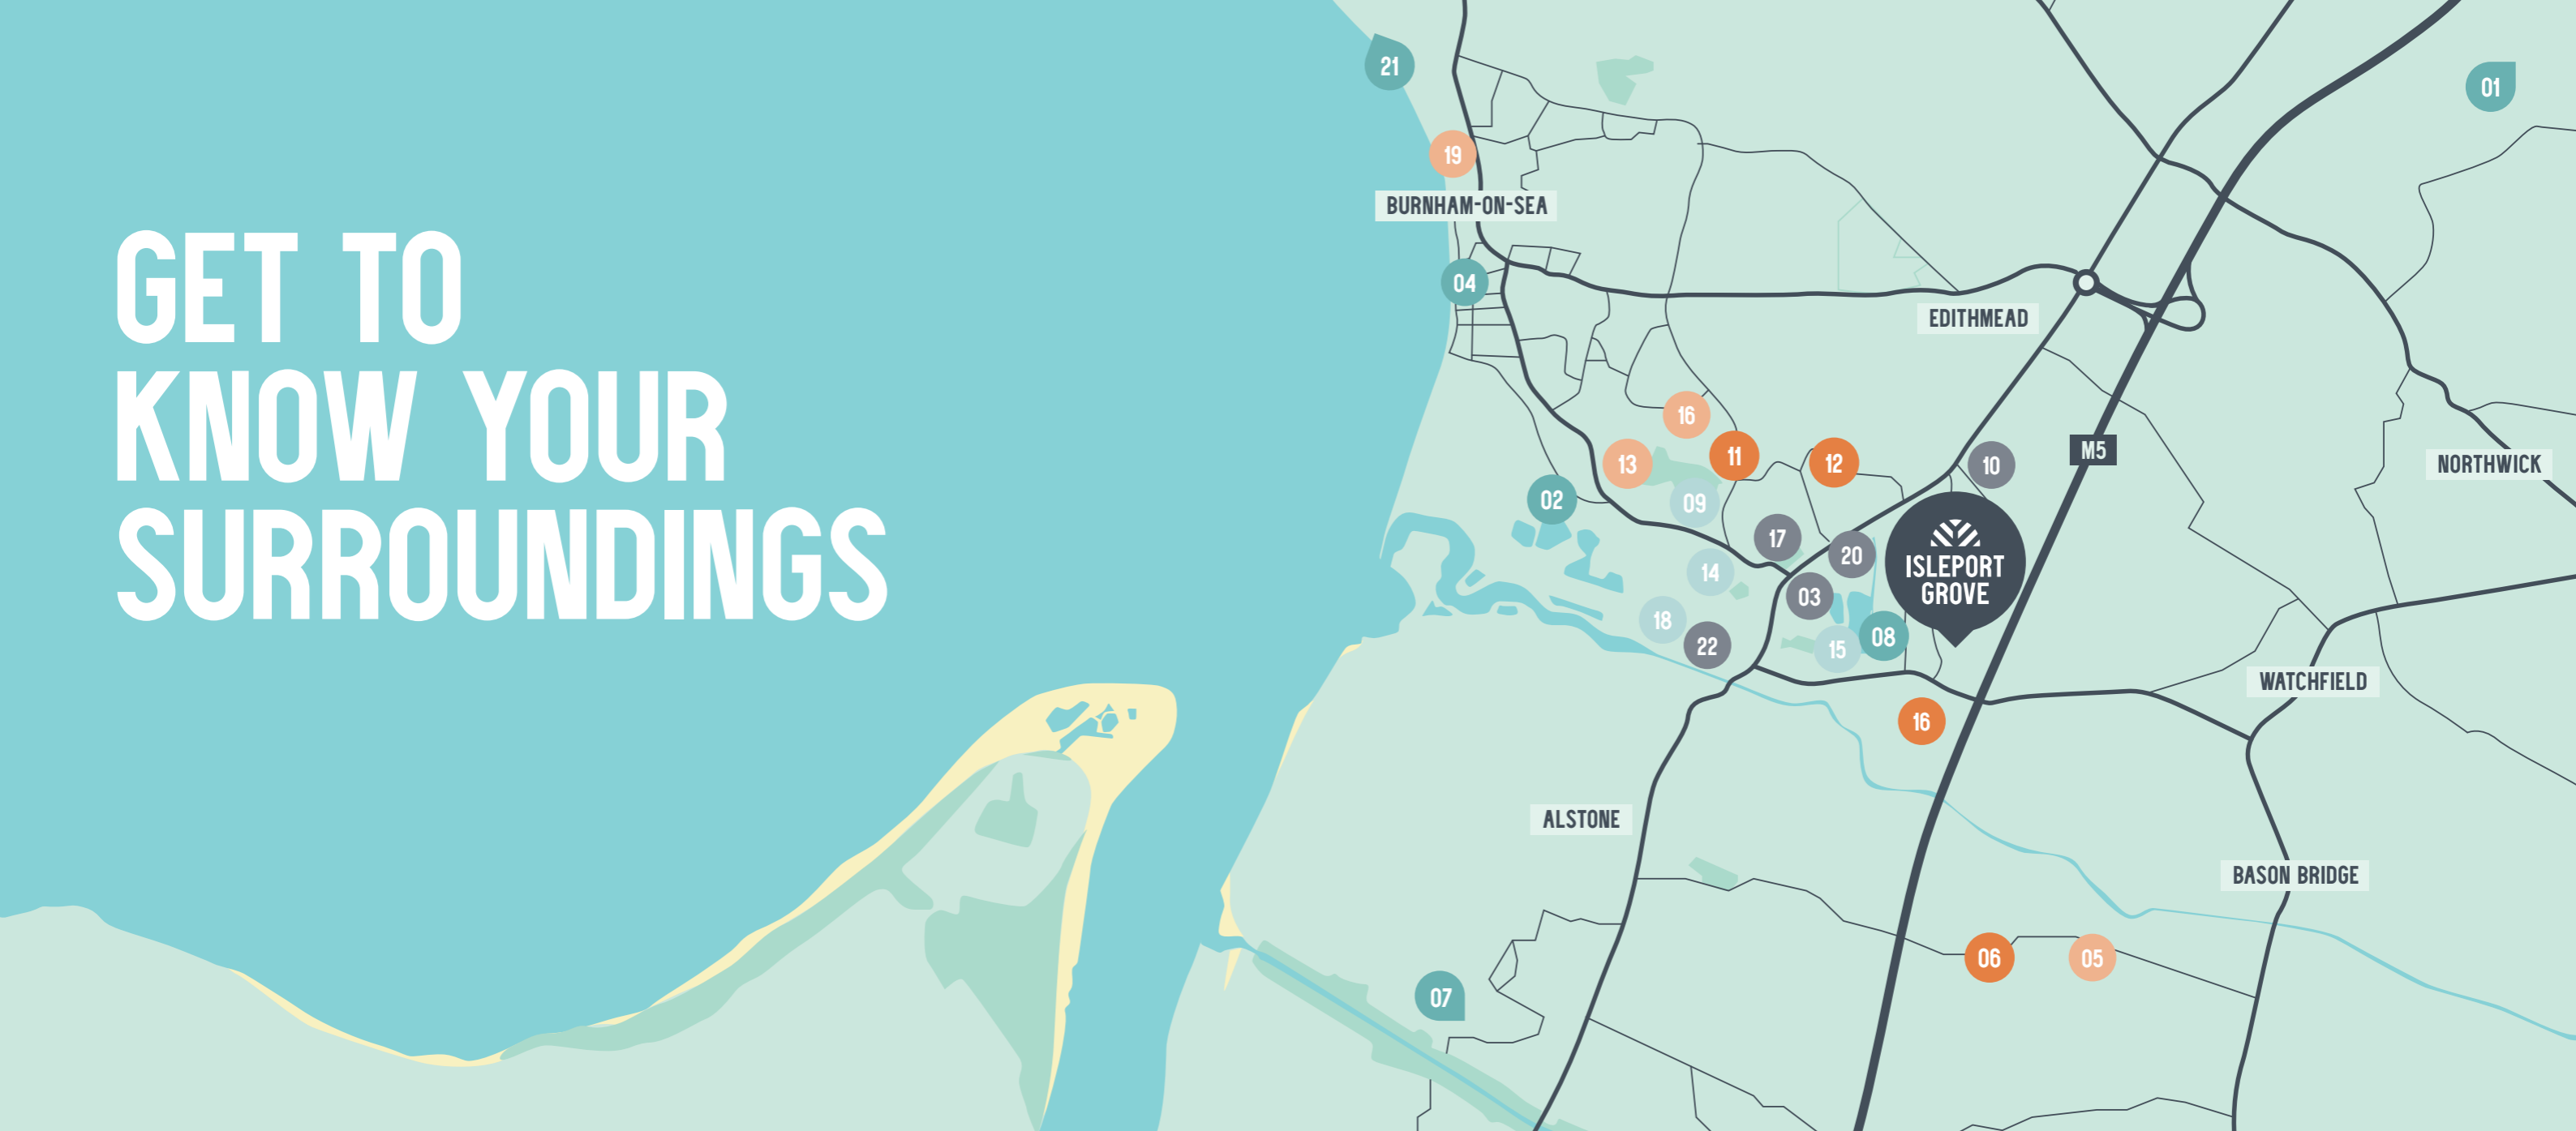 GET TO
KNOW YOUR
SURROUNDINGS
21
01
19
BURNHAM-ON-SEA
04
EDITHMEAD
16
M5
11
12
13
10
NORTHWICK
02
09
17
20
ISLEPORT
GROVE
14
03
18
08
22
15
WATCHFIELD
16
ALSTONE
BASON BRIDGE
06
05
07